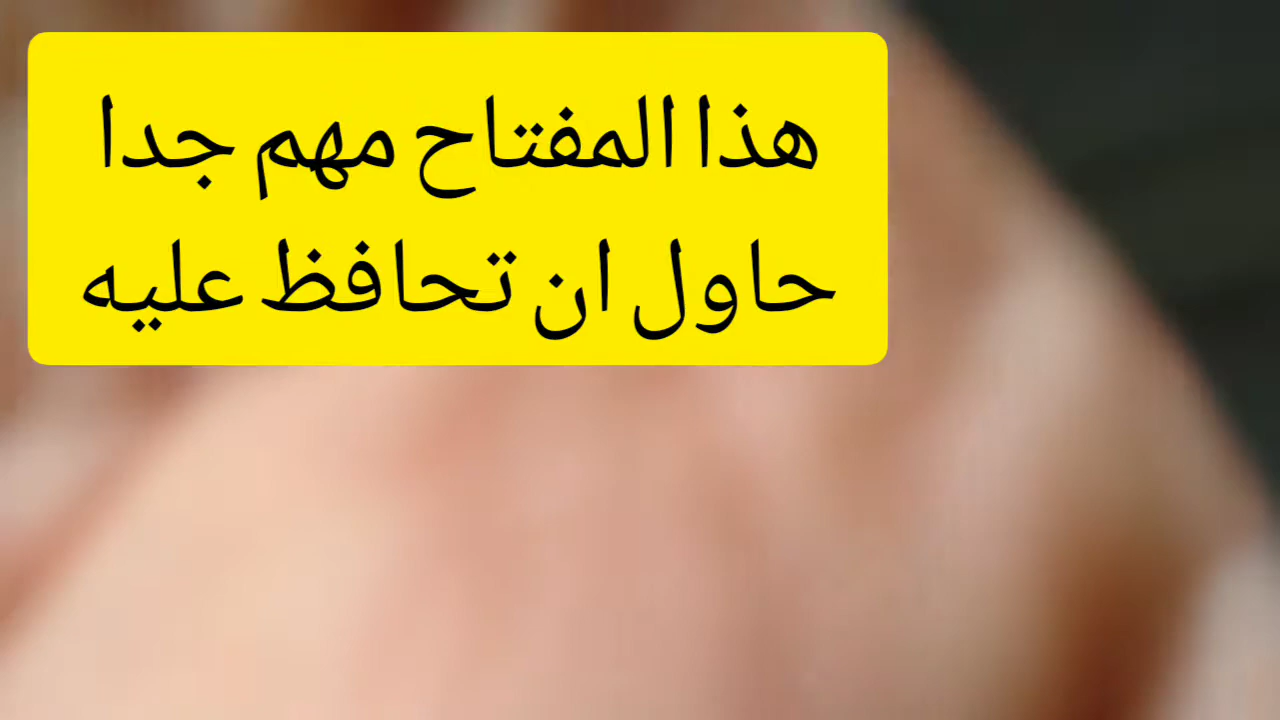 هذا المفتاح مهم جدا
حاول ان تحافظ عليه